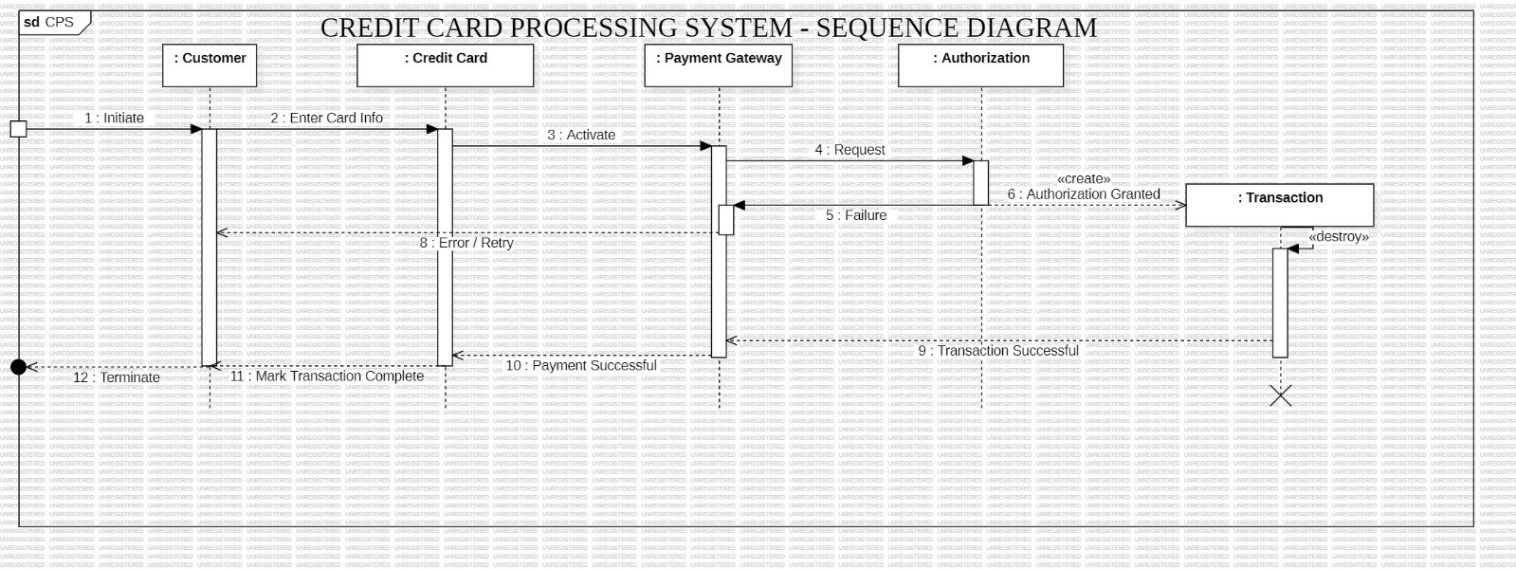 sd CPS
CREDIT CARD PROCESSING SYSTEM - SEQUENCE DIAGRAM
: Customer
: Credit Card
: Payment Gateway
: Authorization
1 : Initiate
2 : Enter Card Info
3 : Activate
4 : Request
«create»
6 : Authorization Granted
: Transaction
5 : Failure
«destroy»
8 : Error / Retry
9 : Transaction Successful
10 : Payment Successful
11 : Mark Transaction Complete
12 : Terminate
UNREGISTERED